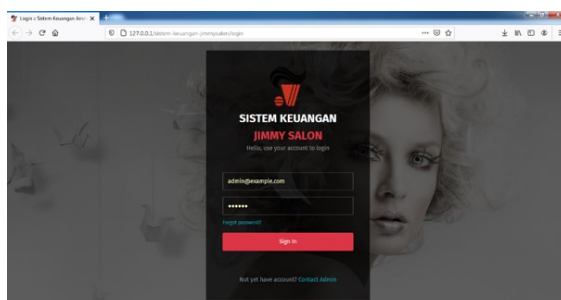 Login :: Sistem Keuangan Jimmy
127.0.0.1/sistem-keuangan-jimmysalon/login
SISTEM KEUANGAN
JIMMY SALON
Hello, use your account to login
admin@example.com
Forgot password?
Sign In
Not yet have account? Contact Admin